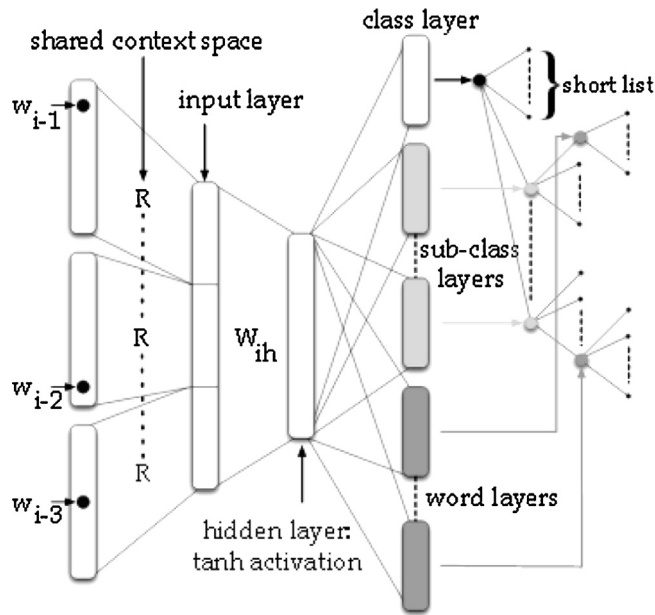 class layer
shared context space
short list
input layer
w i-1
R
sub-class
layers
R
W ih
w i-2
R
word layers
w i-3
hidden layer:
tanh activation